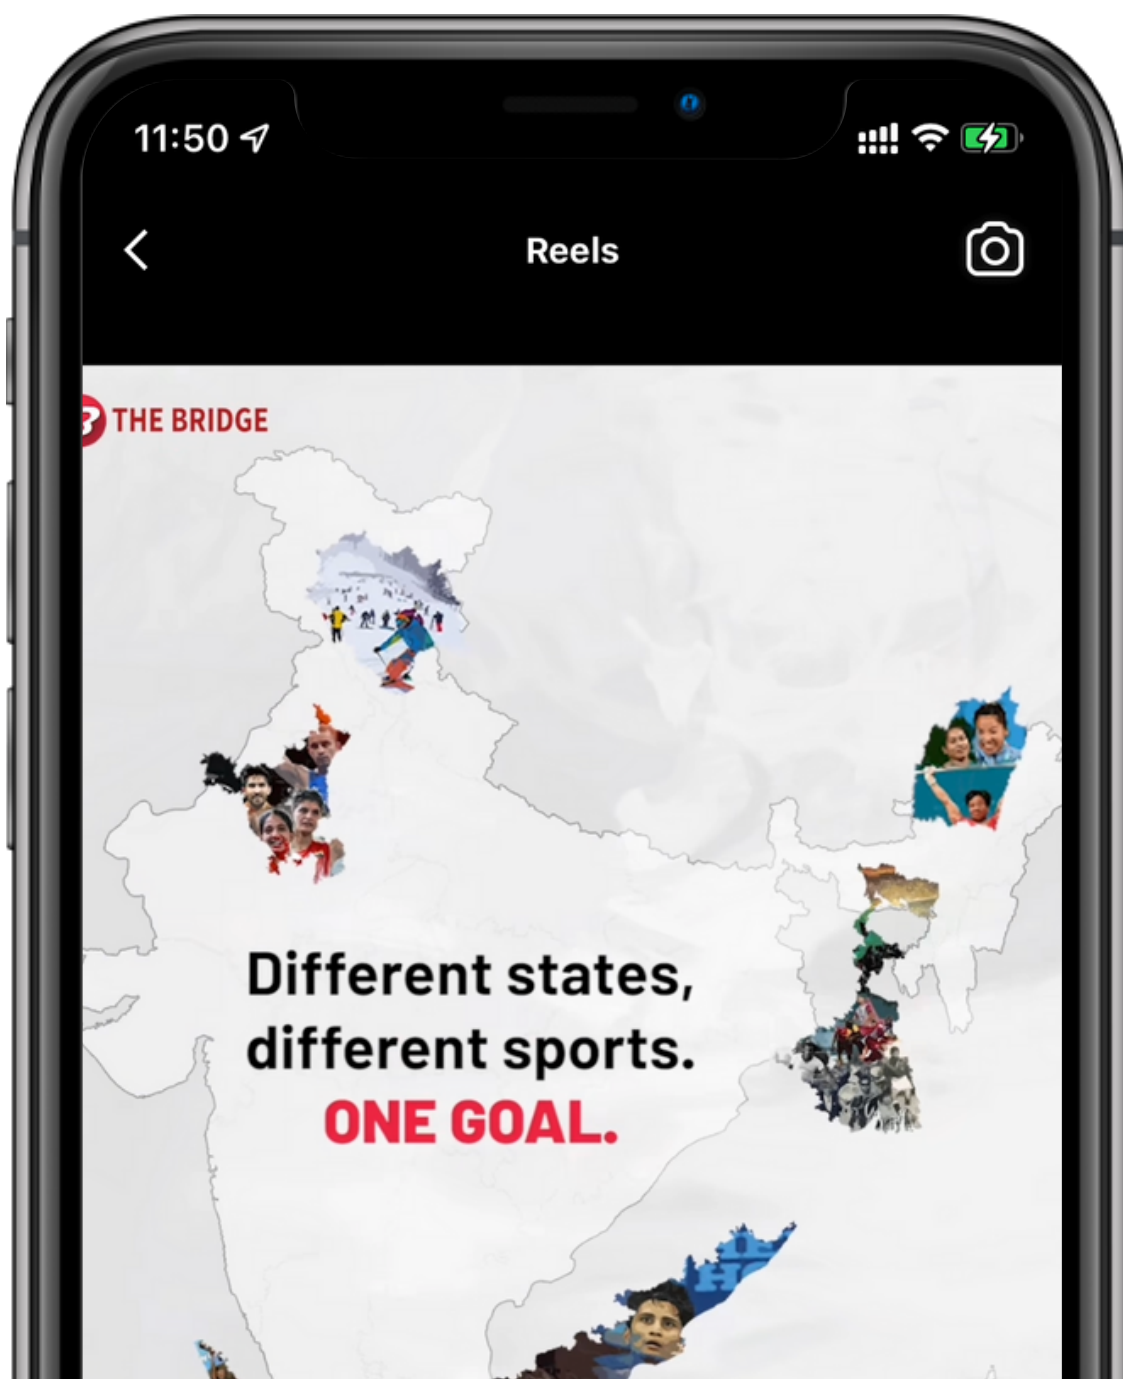 11:50
Reels
THE BRIDGE
Different states,
different sports.
ONE GOAL.